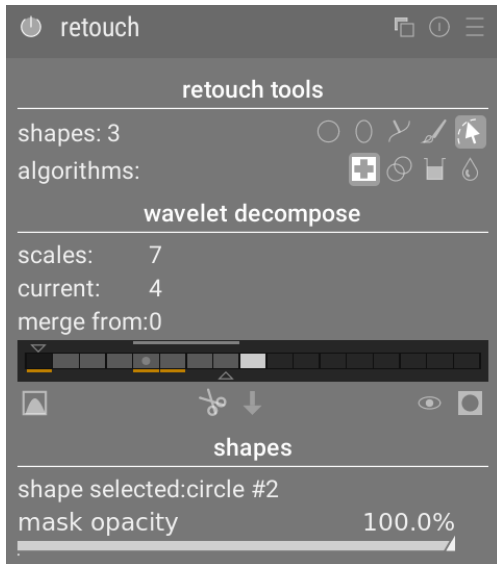 retouch
retouch tools
shapes: 3
algorithms:
wavelet decompose
scales: 7
current: 4
merge from:0
shapes
shape selected:circle #2
mask opacity 100.0%